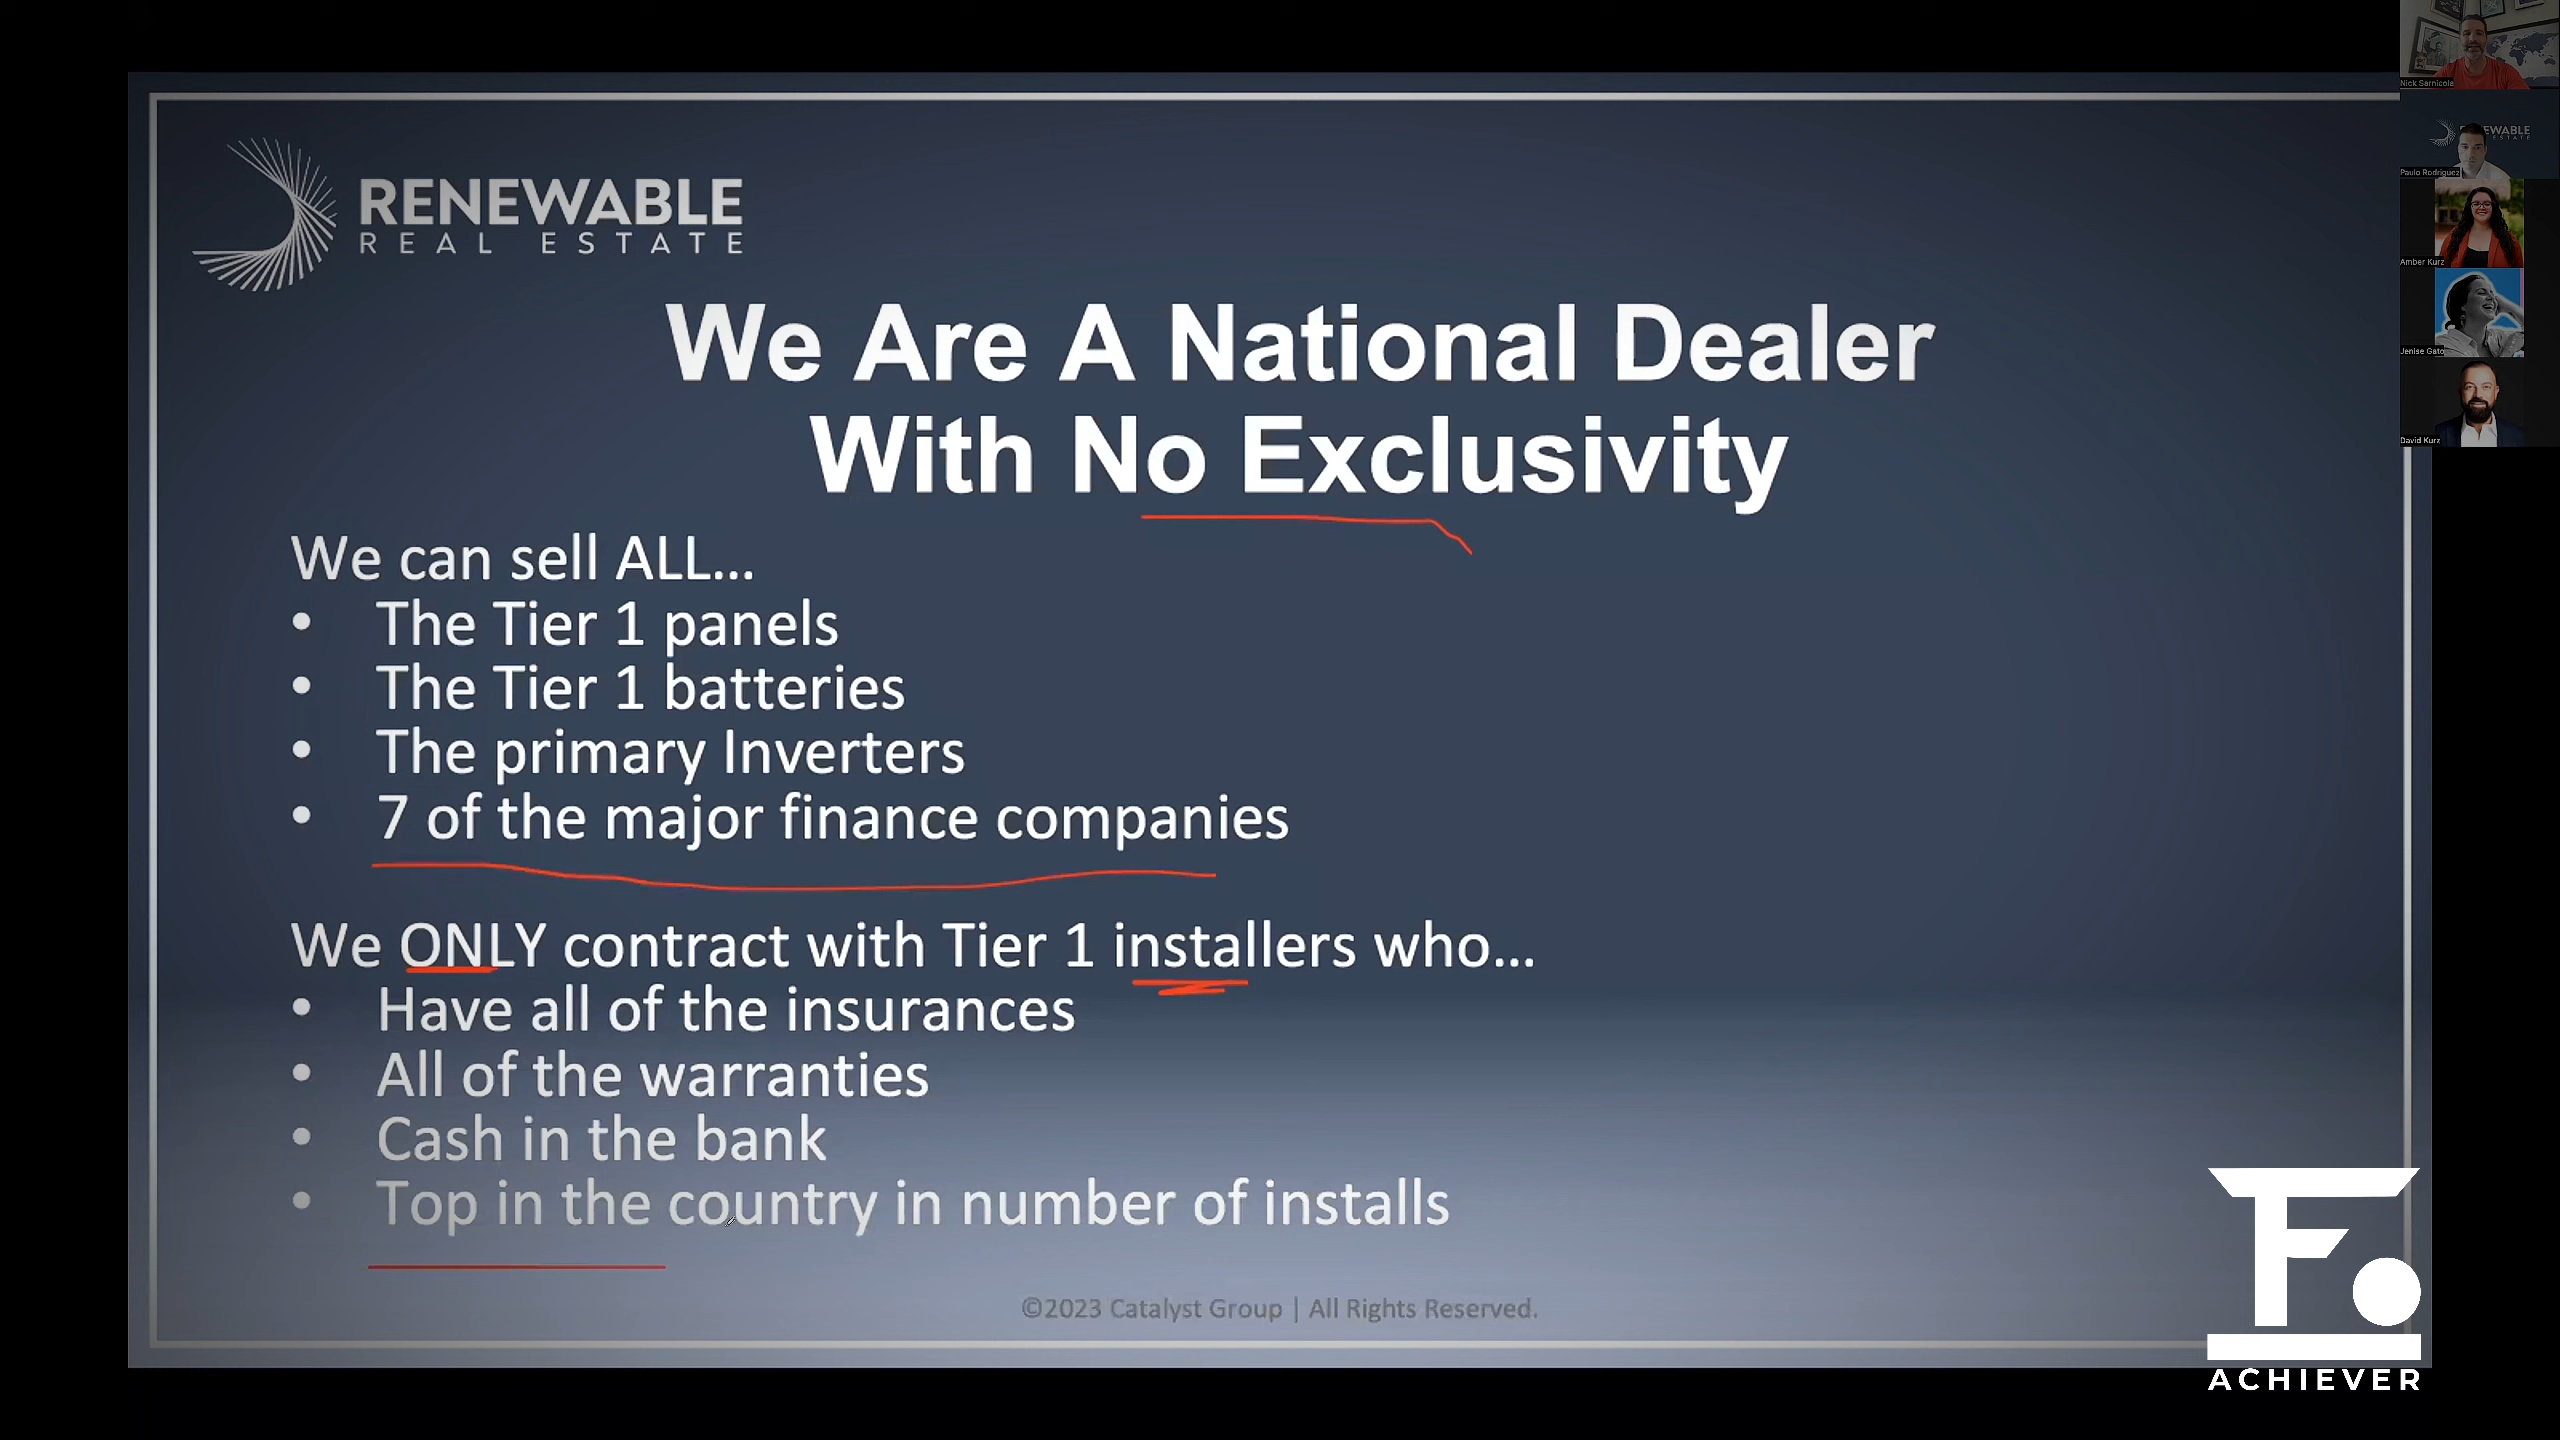 RENEWABLE
REAL ESTATE
We Are A National Dealer
With No Exclusivity
We can sell ALL...
• The Tier 1 panels
• The Tier 1 batteries
• The primary Inverters
• 7 of the major finance companies
We ONLY contract with Tier 1 installers who...
• Have all of the insurances
• All of the warranties
• Cash in the bank
• Top in the country in number of installs
©2023 Catalyst Group | All Rights Reserved.
Nick Sarnicola
Paulo Rodriguez
Amber Kurz
Jenise Gato
David Kurz
F
ACHIEVER